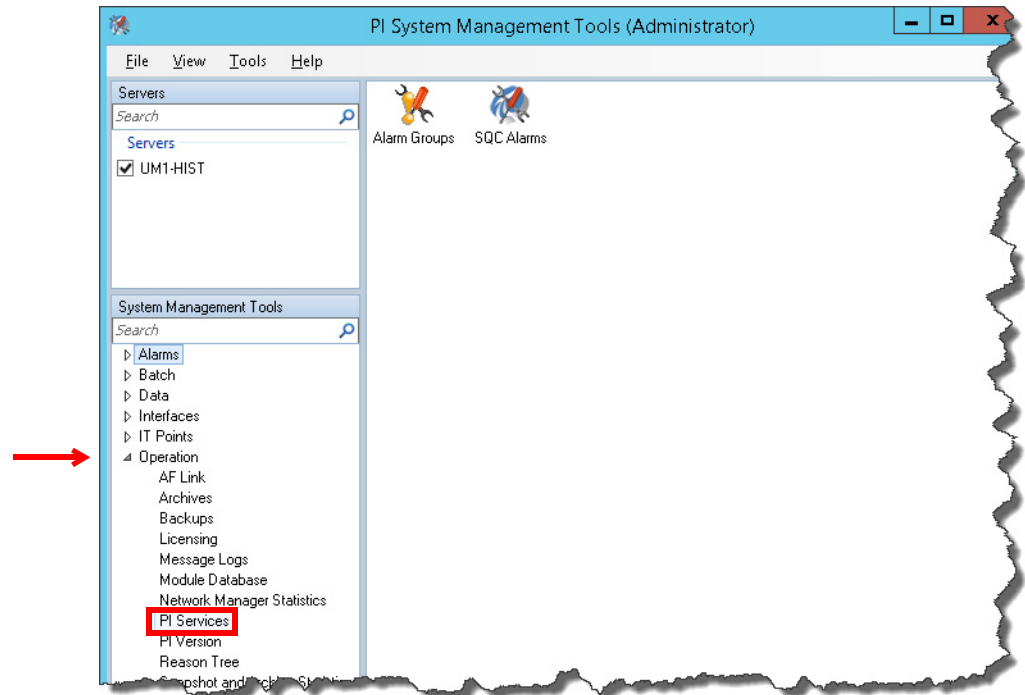 PI System Management Tools (Administrator)
File View Tools Help
Servers
Search
Servers
UM1-HIST
Alarm Groups SQC Alarms
System Management Tools
Search
Alarms
Batch
Data
Interfaces
IT Points
Operation
AF Link
Archives
Backups
Licensing
Message Logs
Module Database
Network Manager Statistics
PI Services
PI Version
Reason Tree
Snapshot and